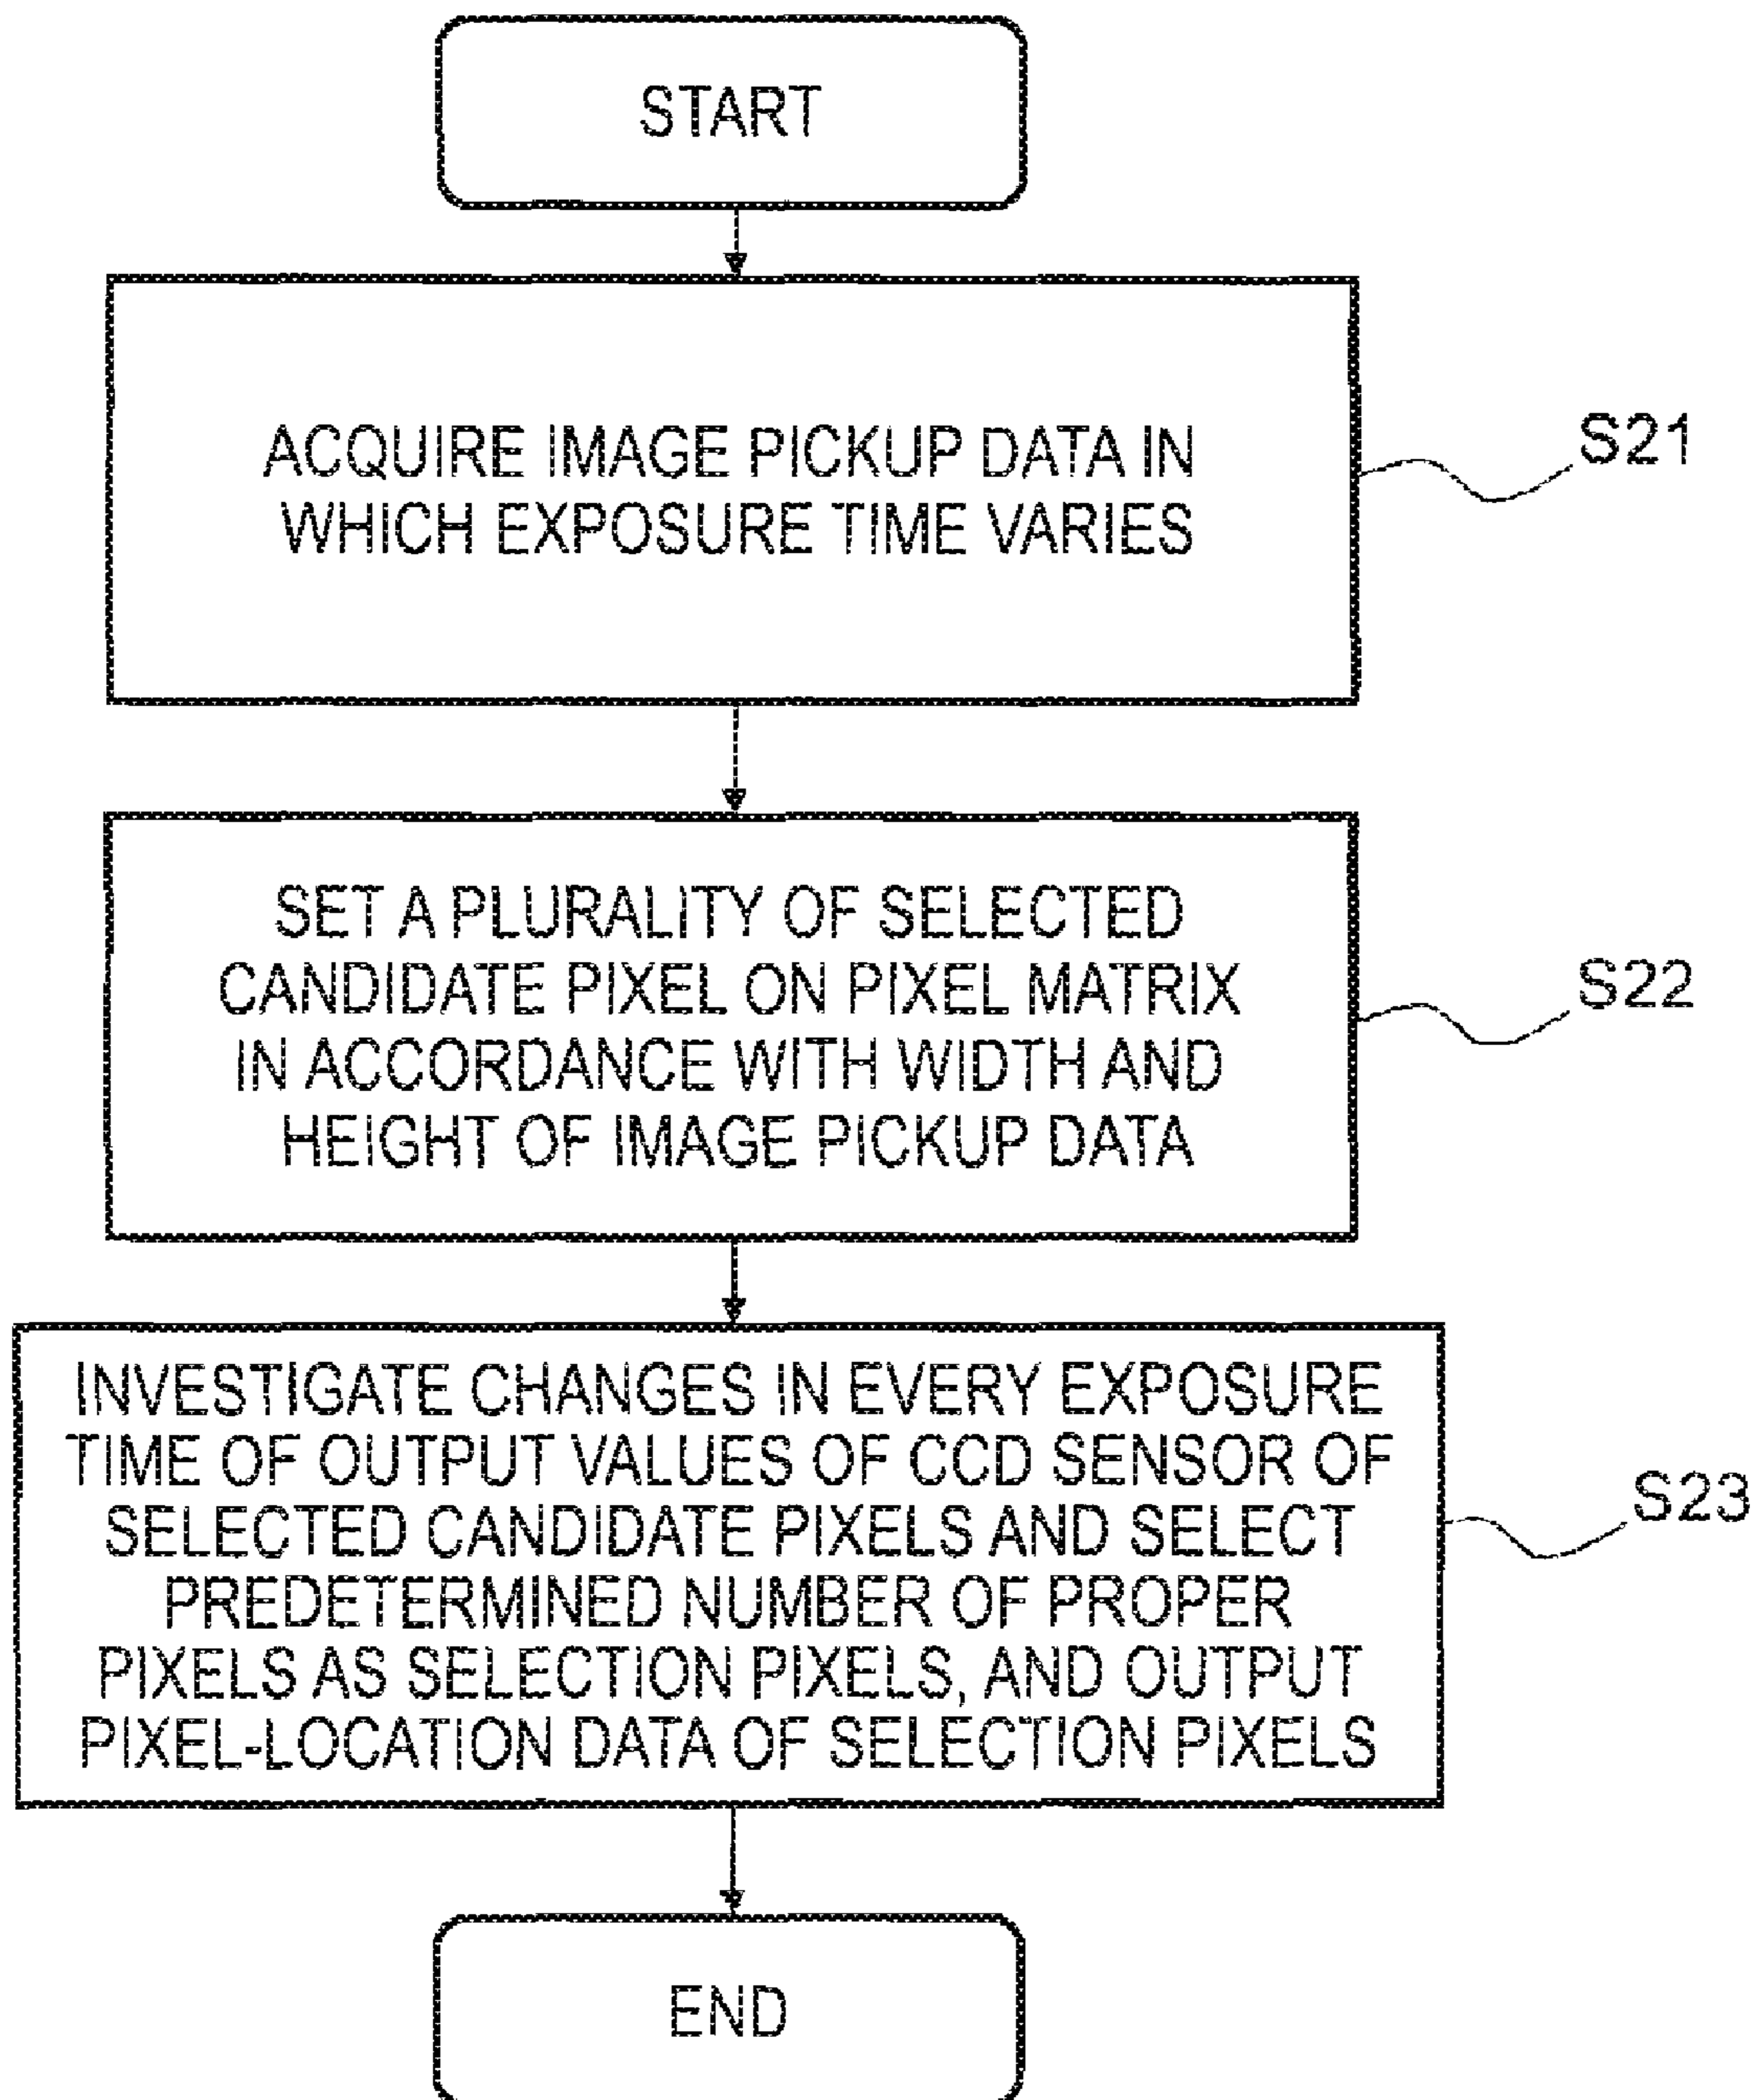 START
ACQUIRE IMAGE PICKUP DATA IN
WHICH EXPOSURE TIME VARIES
S21
SET A PLURALITY OF SELECTED
CANDIDATE PIXEL ON PIXEL MATRIX
IN ACCORDANCE WITH WIDTH AND
HEIGHT OF IMAGE PICKUP DATA
S22
INVESTIGATE CHANGES IN EVERY EXPOSURE
TIME OF OUTPUT VALUES OF CCD SENSOR OF
SELECTED CANDIDATE PIXELS AND SELECT
PREDETERMINED NUMBER OF PROPER
PIXELS AS SELECTION PIXELS, AND OUTPUT
PIXEL-LOCATION DATA OF SELECTION PIXELS
S23
END